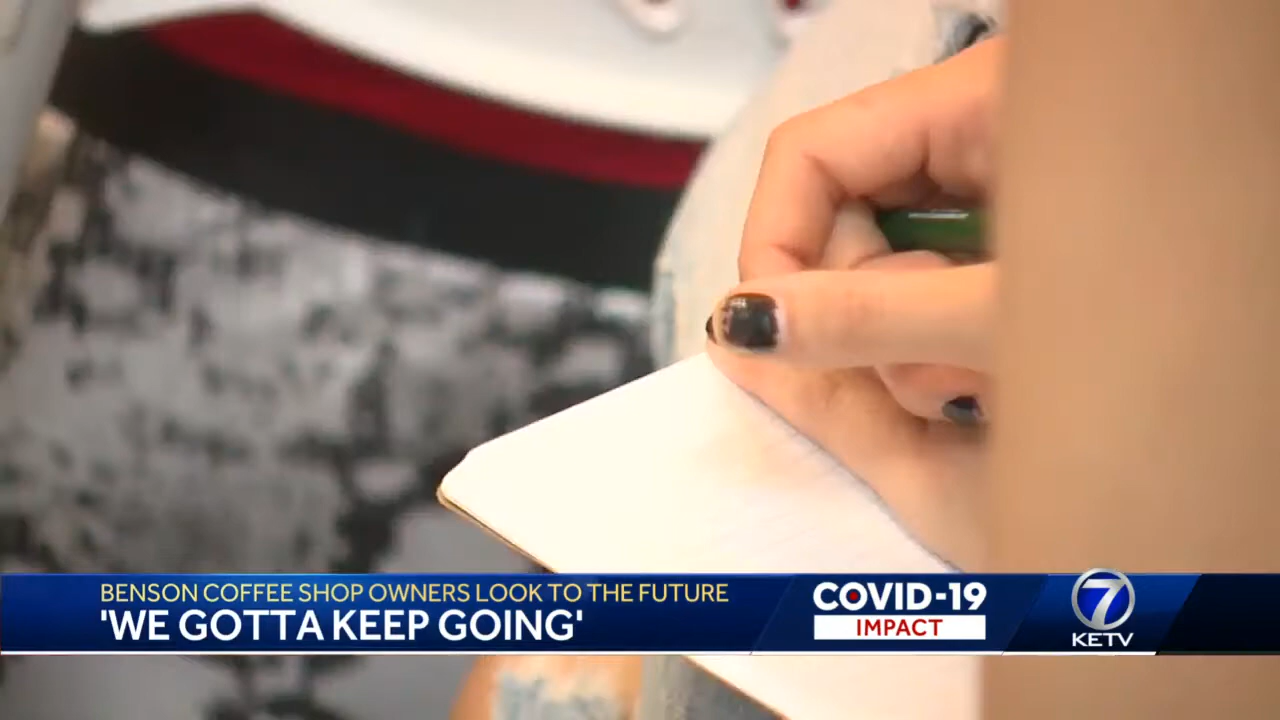 BENSON COFFEE SHOP OWNERS LOOK TO THE FUTURE
'WE GOTTA KEEP GOING'
COVID-19
IMPACT
7
KETV